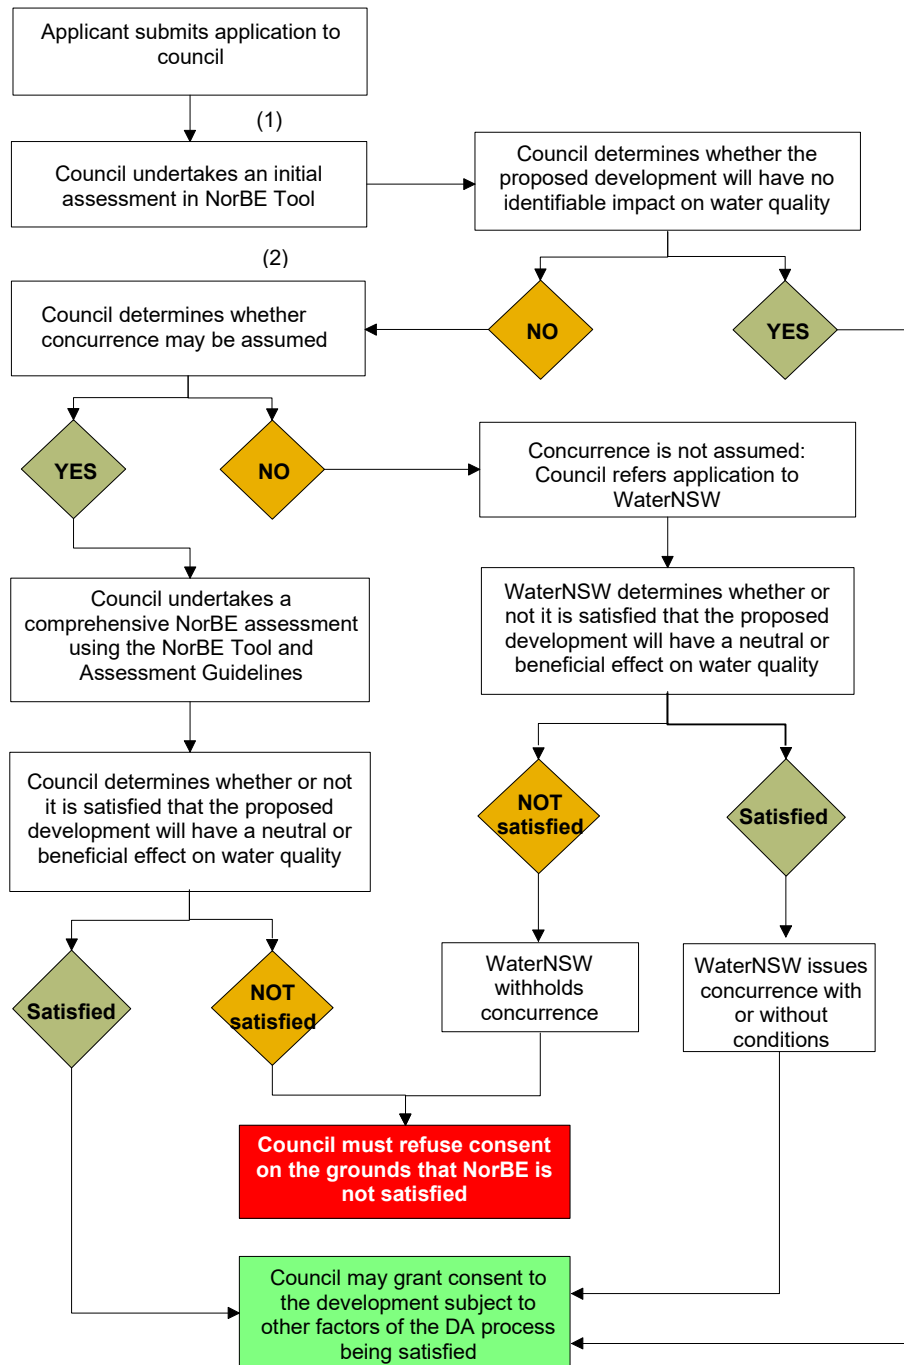 Applicant submits application to
council
(1)
Council undertakes an initial
assessment in NorBE Tool
Council determines whether the
proposed development will have no
identifiable impact on water quality
(2)
Council determines whether
concurrence may be assumed
NO
YES
YES
NO
Concurrence is not assumed:
Council refers application to
WaterNSW
Council undertakes a
comprehensive NorBE assessment
using the NorBE Tool and
Assessment Guidelines
WaterNSW determines whether or
not it is satisfied that the proposed
development will have a neutral or
beneficial effect on water quality
Council determines whether or not
it is satisfied that the proposed
development will have a neutral or
beneficial effect on water quality
NOT
satisfied
Satisfied
Satisfied
NOT
satisfied
WaterNSW
withholds
concurrence
WaterNSW issues
concurrence with
or without
conditions
Council must refuse consent
on the grounds that NorBE is
not satisfied
Council may grant consent to
the development subject to
other factors of the DA process
being satisfied